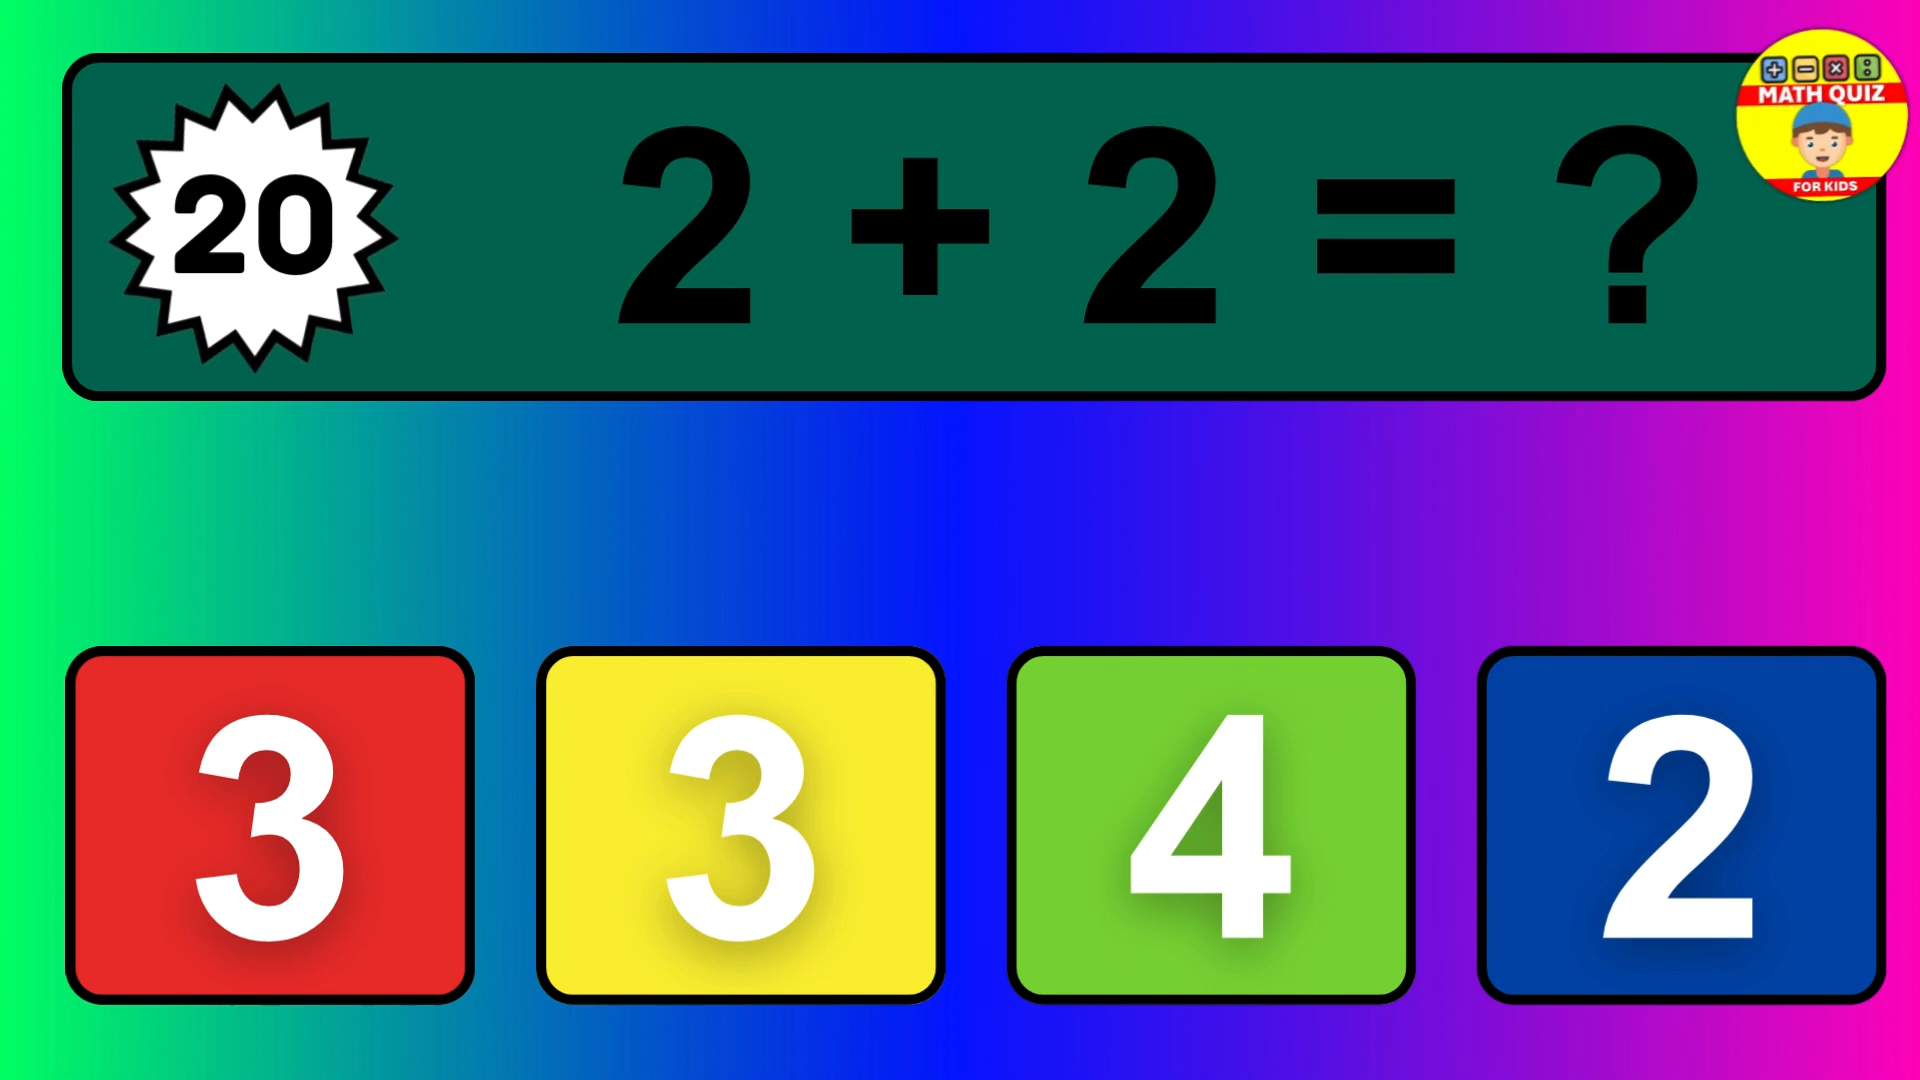 20
2 + 2 = ?
+ - × :
MATH QUIZ
FOR KIDS
3 3 4 2